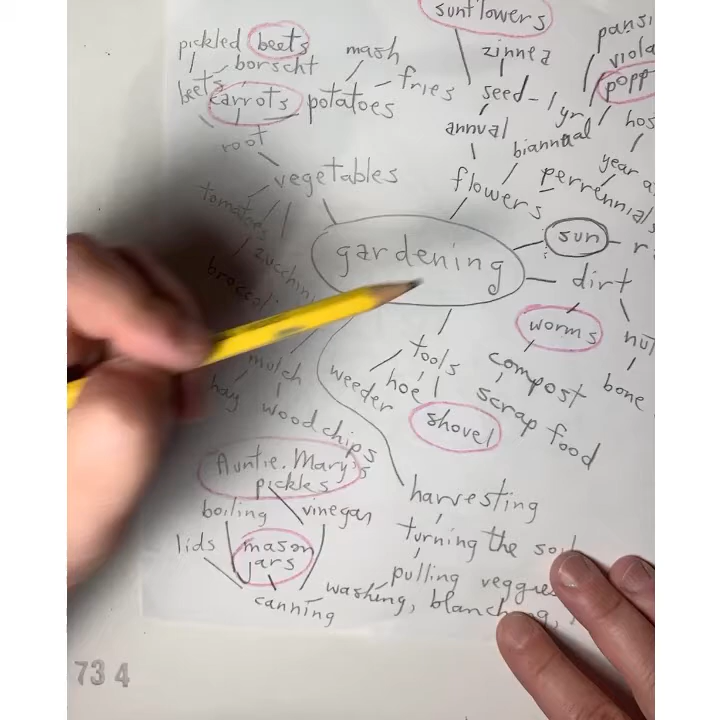 sunflowers
pickled beets
borscht
beets
carrots
mash
fries
potatoes
root
vegetables
tomatoes
zucchini
broccoli
zinnea
seed - 1 yr
annual
biannual
flowers
perrennials
year a
pansi
viola
popp
hos
gardening
sun - r
dirt
worms
compost
scrap food
bone
tools
weeder
hoe
shovel
mulch
hay
wood chips
Auntie. Mary's
pickles
boiling
vinegar
lids
mason
jars
canning
harvesting
turning the soil
pulling veggies
washing, blanching,
73 4